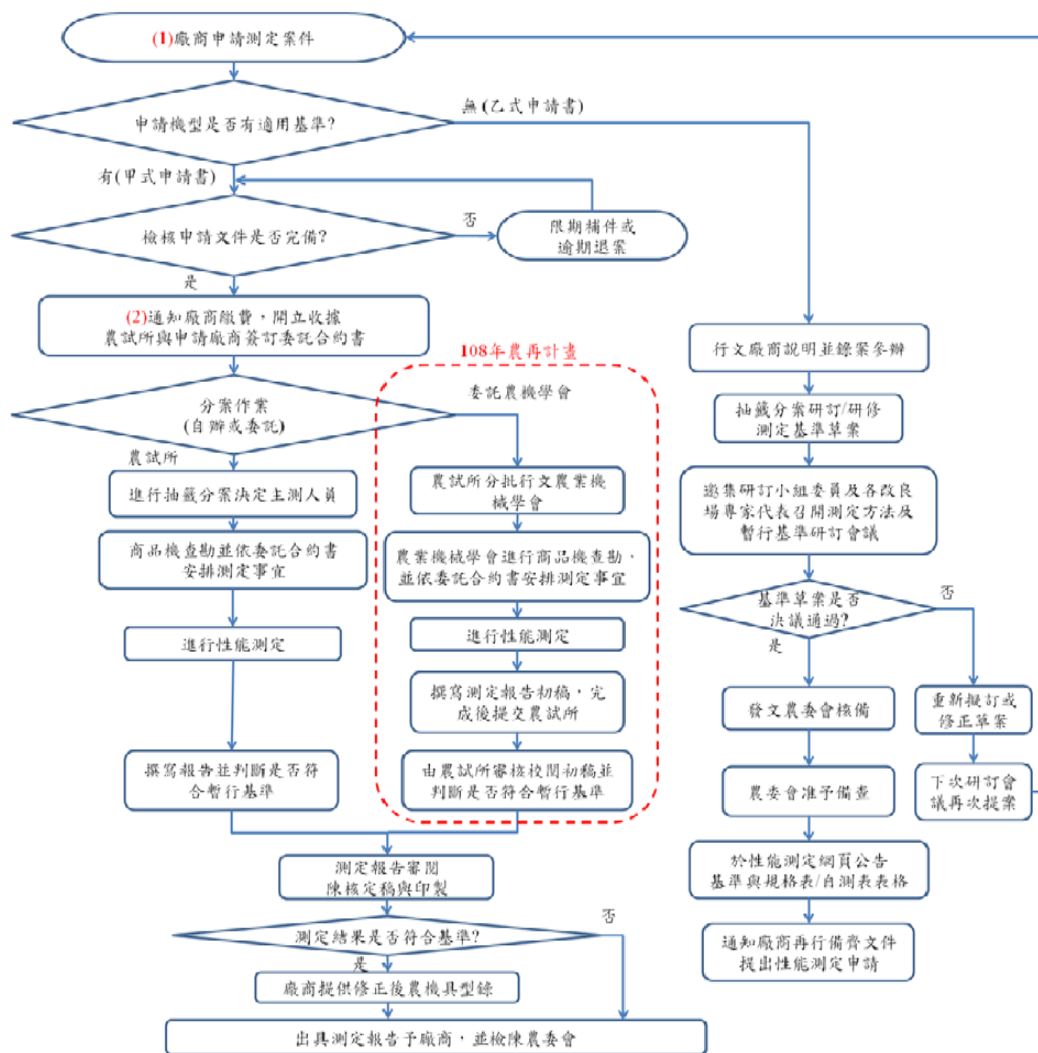 (1)廠商申請測定案件
無(乙式申請書)
申請機型是否有適用基準?
有(甲式申請書)
否
限期補件或
逾期退案
檢核申請文件是否完備?
是
(2)通知廠商繳費，開立收據
農試所與申請廠商簽訂委託合約書
108年農再計畫
委託農機學會
分案作業
(自辦或委託)
農試所
進行抽籤分案決定主測人員
商品機查勘並依委託合約書
安排測定事宜
進行性能測定
撰寫報告並判斷是否符
合暫行基準
農試所分批行文農業機
械學會
農業機械學會進行商品機查勘，
並依委託合約書安排測定事宜
進行性能測定
撰寫測定報告初稿，完
成後提交農試所
由農試所審核校閱初稿並
判斷是否符合暫行基準
測定報告審閱
陳核定稿與印製
否
測定結果是否符合基準?
是
廠商提供修正後農機具型錄
出具測定報告予廠商，並檢陳農委會
行文廠商說明並錄案參辦
抽籤分案研訂/研修
測定基準草案
邀集研訂小組委員及各改良
場專家代表召開測定方法及
暫行基準研訂會議
否
基準草案是否
決議通過?
是
發文農委會核備
農委會准予備查
於性能測定網頁公告
基準與規格表/自測表表格
通知廠商再行備齊文件
提出性能測定申請
重新擬訂或
修正草案
下次研訂會
議再次提案